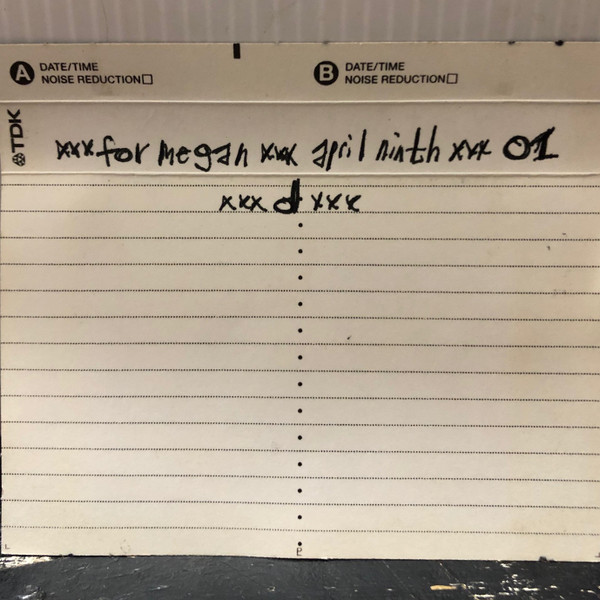 A DATE/TIME NOISE REDUCTION
B DATE/TIME NOISE REDUCTION
TDK
xxx for megan xxx april ninth xxx 01
xxx d xxx